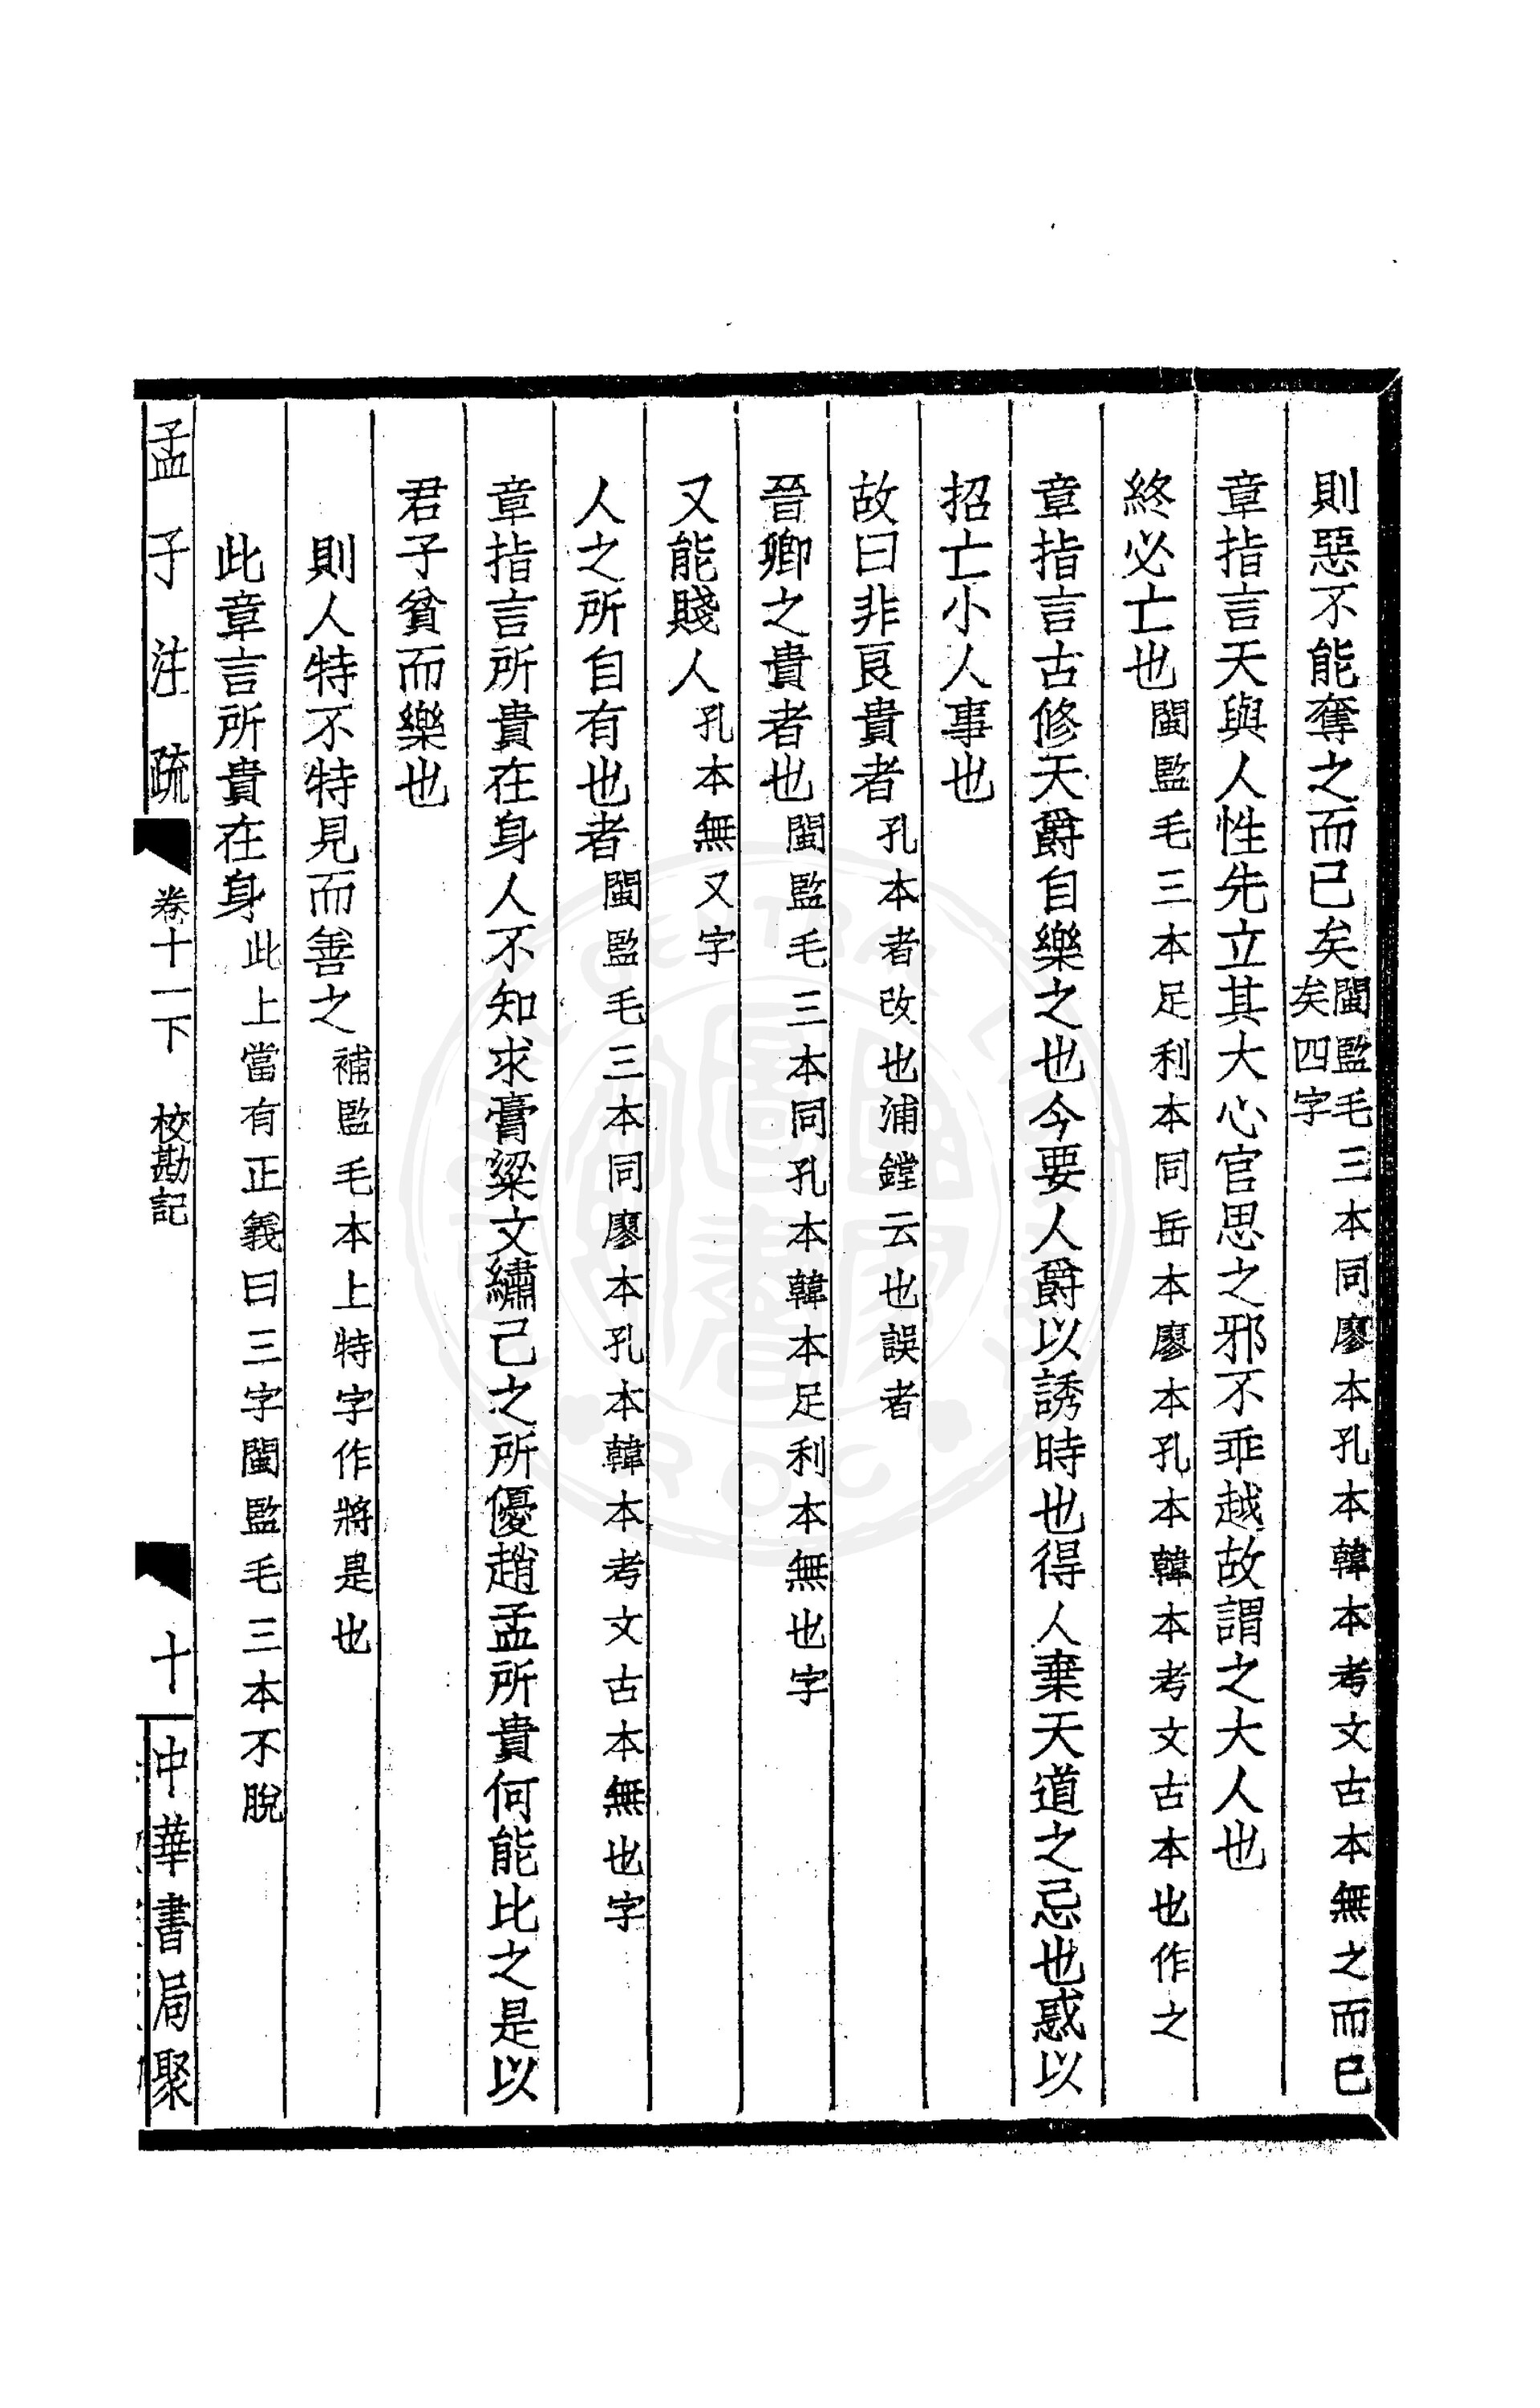 則惡不能奪之而已矣閩監毛三本同廖本孔本韓本考文古本無之而已矣四字
章指言天與人性先立其大心官思之邪不乖越故謂之大人也
終必亡也閩監毛三本足利本同岳本廖本孔本韓本考文古本也作之
章指言古修天爵自樂之也今要人爵以誘時也得人棄天道之忌也惑以
招亡小人事也
故曰非良貴者孔本者改也浦鏜云也誤者
晉卿之貴者也閩監毛三本同孔本韓本足利本無也字
又能賤人孔本無又字
人之所自有也者閩監毛三本同廖本孔本韓本考文古本無也字
章指言所貴在身人不知求膏粱文繡己之所優趙孟所貴何能比之是以
君子貧而樂也
則人特不特見而善之補監毛本上特字作將是也
此章言所貴在身此上當有正義曰三字閩監毛三本不脫
孟子注疏 卷十一下 校勘記 十 中華書局聚
CENTRA
ROC